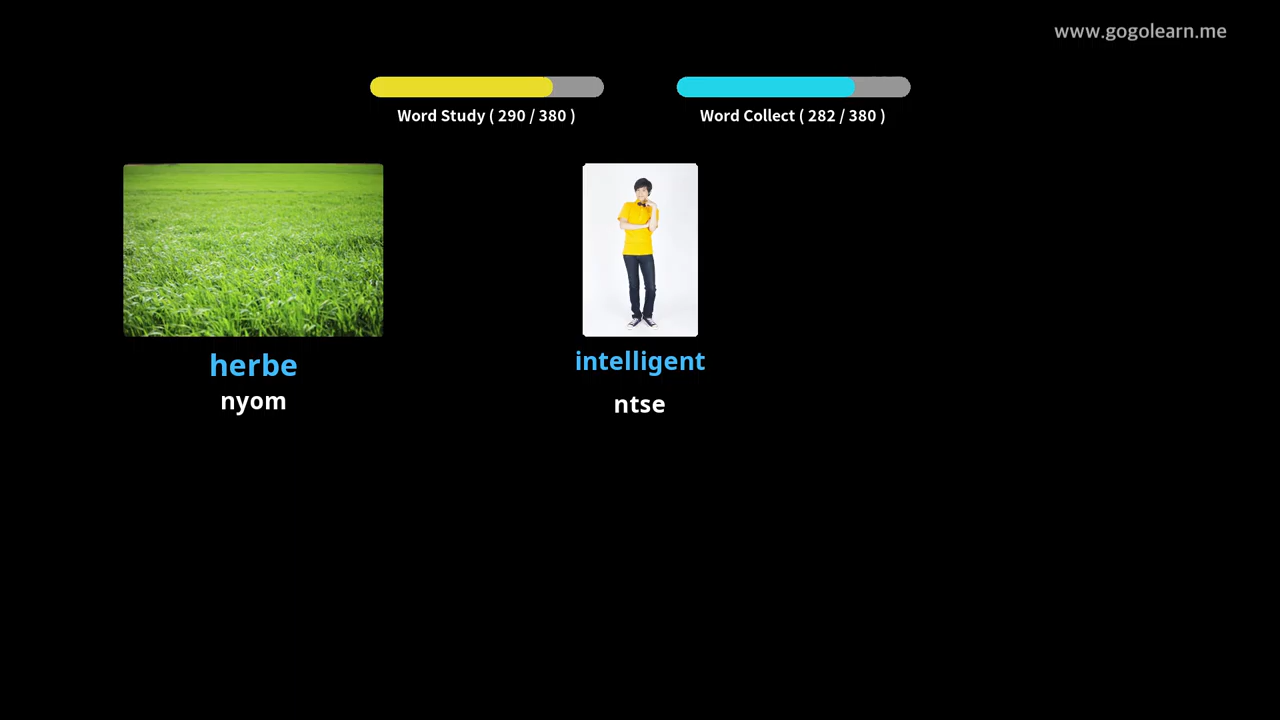 www.gogolearn.me
Word Study ( 290 / 380 )
Word Collect ( 282 / 380 )
herbe
nyom
intelligent
ntse